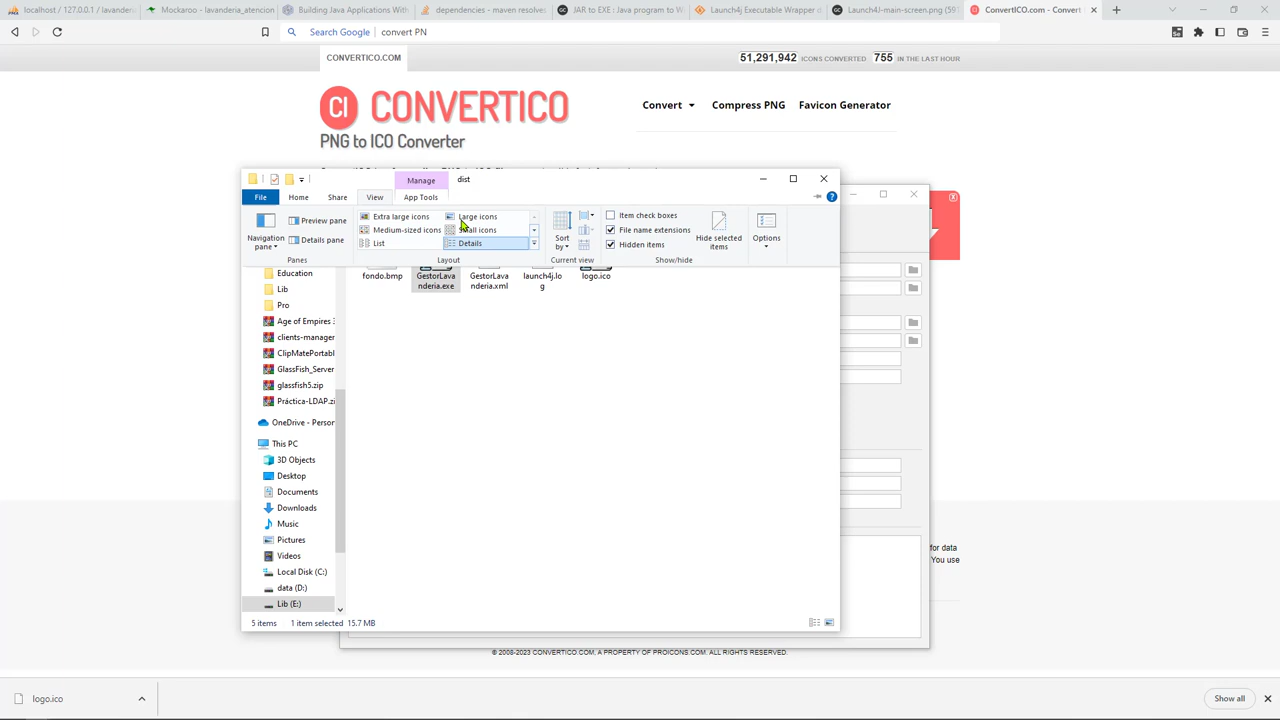 localhost / 127.0.0.1 / lavander
Mockaroo - lavanderia_atencion
Building Java Applications With
dependencies - maven resolves
JAR to EXE : Java program to W
Launch4j Executable Wrapper d
Launch4J-main-screen.png (591
ConvertICO.com - Convert
Search Google
convert PN
CONVERTICO.COM
51,291,942 ICONS CONVERTED 755 IN THE LAST HOUR
CI CONVERTICO
PNG to ICO Converter
Convert
Compress PNG
Favicon Generator
Manage
dist
File
Home
Share
View
App Tools
Navigation pane
Preview pane
Details pane
Panes
Extra large icons
Large icons
Medium-sized icons
Small icons
List
Details
Layout
Sort by
Current view
Item check boxes
File name extensions
Hidden items
Hide selected items
Show/hide
Options
Education
Lib
Pro
Age of Empires 3
clients-manager
ClipMatePortabl
GlassFish_Server
glassfish5.zip
Práctica-LDAP.zi
OneDrive - Person
This PC
3D Objects
Desktop
Documents
Downloads
Music
Pictures
Videos
Local Disk (C:)
data (D:)
Lib (E:)
fondo.bmp
GestorLavanderia.exe
GestorLavanderia.xml
launch4j.log
logo.ico
5 items
1 item selected 15.7 MB
for data
You use
© 2008-2023 CONVERTICO.COM, A PROPERTY OF PROICONS.COM. ALL RIGHTS RESERVED.
logo.ico
Show all